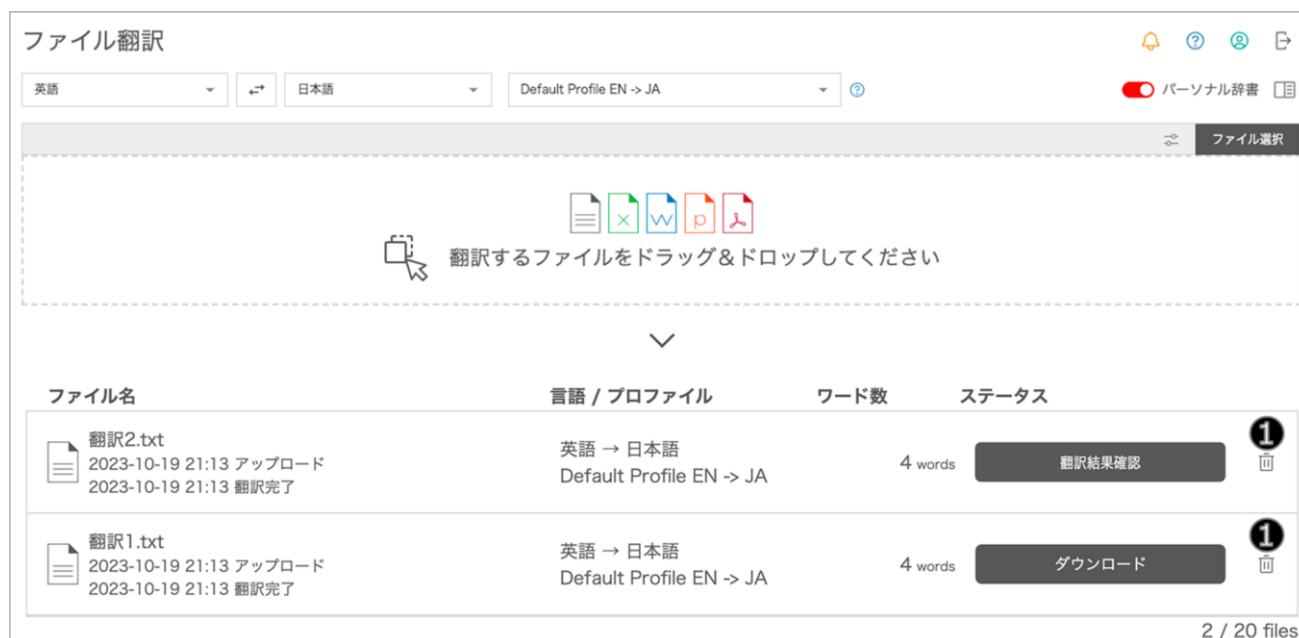 ファイル翻訳
英語
日本語
Default Profile EN -> JA
パーソナル辞書
ファイル選択
翻訳するファイルをドラッグ＆ドロップしてください
ファイル名 言語 / プロファイル ワード数 ステータス
翻訳2.txt
2023-10-19 21:13 アップロード
2023-10-19 21:13 翻訳完了
英語 → 日本語
Default Profile EN -> JA
4 words
翻訳結果確認
❶
翻訳1.txt
2023-10-19 21:13 アップロード
2023-10-19 21:13 翻訳完了
英語 → 日本語
Default Profile EN -> JA
4 words
ダウンロード
❶
2 / 20 files